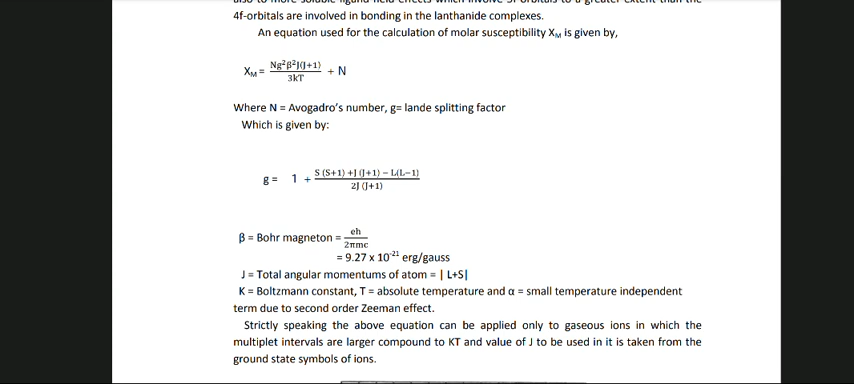 4f-orbitals are involved in bonding in the lanthanide complexes.
An equation used for the calculation of molar susceptibility X_M is given by,
X_M = Ng²β²J(J+1) / 3kT + N
Where N = Avogadro's number, g= lande splitting factor
Which is given by:
g = 1 + S (S+1) +J (J+1) – L(L–1) / 2J (J+1)
β = Bohr magneton = eh / 2πmc
= 9.27 x 10⁻²¹ erg/gauss
J = Total angular momentums of atom = | L+S|
K = Boltzmann constant, T = absolute temperature and α = small temperature independent
term due to second order Zeeman effect.
Strictly speaking the above equation can be applied only to gaseous ions in which the
multiplet intervals are larger compound to KT and value of J to be used in it is taken from the
ground state symbols of ions.